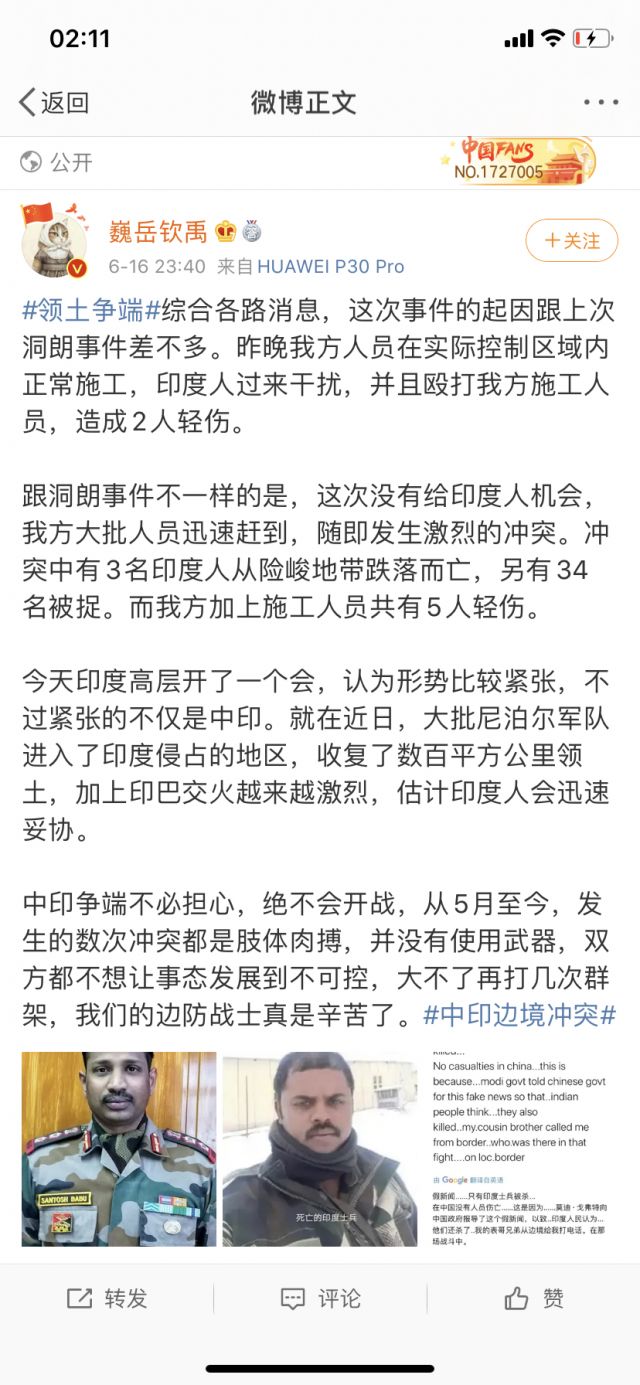 02:11
返回
微博正文
公开
中国FANS
NO.1727005
巍岳钦禹
+关注
6-16 23:40 来自 HUAWEI P30 Pro
#领土争端#综合各路消息，这次事件的起因跟上次
洞朗事件差不多。昨晚我方人员在实际控制区域内
正常施工，印度人过来干扰，并且殴打我方施工人
员，造成2人轻伤。
跟洞朗事件不一样的是，这次没有给印度人机会，
我方大批人员迅速赶到，随即发生激烈的冲突。冲
突中有3名印度人从险峻地带跌落而亡，另有34
名被捉。而我方加上施工人员共有5人轻伤。
今天印度高层开了一个会，认为形势比较紧张，不
过紧张的不仅是中印。就在近日，大批尼泊尔军队
进入了印度侵占的地区，收复了数百平方公里领
土，加上印巴交火越来越激烈，估计印度人会迅速
妥协。
中印争端不必担心，绝不会开战，从5月至今，发
生的数次冲突都是肢体肉搏，并没有使用武器，双
方都不想让事态发展到不可控，大不了再打几次群
架，我们的边防战士真是辛苦了。#中印边境冲突#
SANTOSH BABU
死亡的印度士兵
killed...
No casualties in china...this is
because...modi govt told chinese govt
for this fake news so that..indian
people think...they also
killed..my.cousin brother called me
from border..who.was there in that
fight....on loc.border
由 Google 翻译自英语
假新闻......只有印度士兵被杀...
在中国没有人员伤亡......这是因为......莫迪·戈弗特向
中国政府报导了这个假新闻，以致..印度人民认为...
他们还杀了..我的表哥兄弟从边境给我打电话。在那
场战斗中。
转发
评论
赞